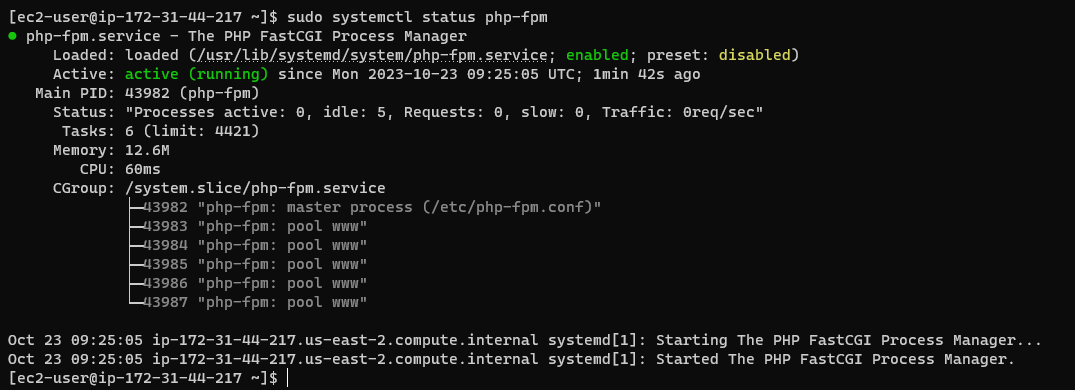 [ec2-user@ip-172-31-44-217 ~]$ sudo systemctl status php-fpm
● php-fpm.service - The PHP FastCGI Process Manager
     Loaded: loaded (/usr/lib/systemd/system/php-fpm.service; enabled; preset: disabled)
     Active: active (running) since Mon 2023-10-23 09:25:05 UTC; 1min 42s ago
   Main PID: 43982 (php-fpm)
     Status: "Processes active: 0, idle: 5, Requests: 0, slow: 0, Traffic: 0req/sec"
      Tasks: 6 (limit: 4421)
     Memory: 12.6M
        CPU: 60ms
     CGroup: /system.slice/php-fpm.service
             ├─43982 "php-fpm: master process (/etc/php-fpm.conf)"
             ├─43983 "php-fpm: pool www"
             ├─43984 "php-fpm: pool www"
             ├─43985 "php-fpm: pool www"
             ├─43986 "php-fpm: pool www"
             └─43987 "php-fpm: pool www"

Oct 23 09:25:05 ip-172-31-44-217.us-east-2.compute.internal systemd[1]: Starting The PHP FastCGI Process Manager...
Oct 23 09:25:05 ip-172-31-44-217.us-east-2.compute.internal systemd[1]: Started The PHP FastCGI Process Manager.
[ec2-user@ip-172-31-44-217 ~]$